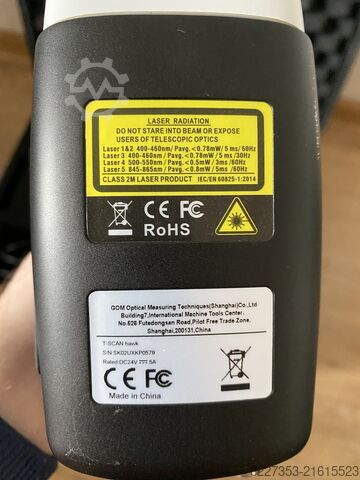 LASER RADIATION
DO NOT STARE INTO BEAM OR EXPOSE
USERS OF TELESCOPIC OPTICS
Laser 1&2 400-460nm / Pavg.<0.78mW / 5 ms / 60Hz
Laser 3 400-460nm / Pavg.<0.78mW / 5 ms /30Hz
Laser 4 500-550nm / Pavg.<0.5mW / 3ms / 60Hz
Laser 5 845-865nm / Pavg.<0.8mW / 5ms /60Hz
CLASS 2M LASER PRODUCT IEC/EN 60825-1:2014
CE FC
RoHS
GOM Optical Measuring Techniques(Shanghai)Co.,Ltd
Building7,International Machine Tools Center.
No.626 Futedongsan Road,Pilot Free Trade Zone,
Shanghai,200131,China
T-SCAN hawk
S/N:SK02UXKP0579
Rated DC24V 5A
CE FC
Made in China
227353-21615523